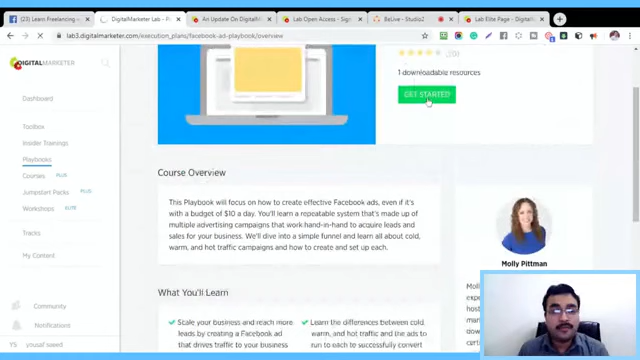 (23) Learn Freelancing -
DigitalMarketer Lab - P
An Update On DigitalM
Lab Open Access - Sign
BeLive - Studio2
Lab Elite Page - Digital
lab3.digitalmarketer.com/execution_plans/facebook-ad-playbook/overview
DIGITALMARKETER
Dashboard
Toolbox
Insider Trainings
Playbooks
Courses PLUS
Jumpstart Packs PLUS
Workshops ELITE
Tracks
My Content
Community
Notifications
YS yousaf saeed
1 downloadable resources
GET STARTED
Course Overview
This Playbook will focus on how to create effective Facebook ads, even if it's
with a budget of $10 a day. You'll learn a repeatable system that's made up of
multiple advertising campaigns that work hand-in-hand to acquire leads and
sales for your business. We'll dive into a simple funnel and learn all about cold,
warm, and hot traffic campaigns and how to create and set up each.
What You'll Learn
Scale your business and reach more
leads by creating a Facebook ad
that drives traffic to your business
Learn the differences between cold,
warm, and hot traffic and the ads to
run to each to successfully convert
Molly Pittman